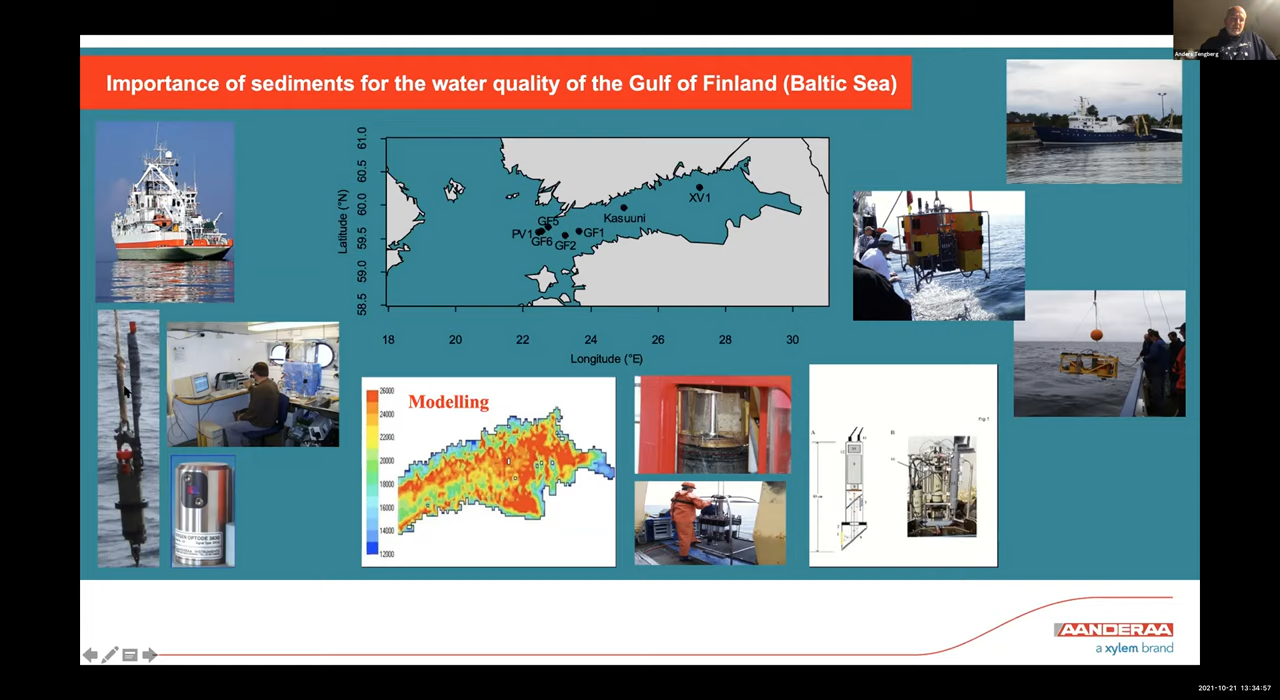 Anders Tengberg
Importance of sediments for the water quality of the Gulf of Finland (Baltic Sea)
61.0
60.5
60.0
59.5
59.0
58.5
Latitude (°N)
XV1
Kasuuni
GF5
PV1
GF1
GF6
GF2
18 20 22 24 26 28 30
Longitude (°E)
Modelling
26000
24000
22000
20000
18000
16000
14000
12000
Fig. 1
A
B
OPTODE
AANDERAA
a xylem brand
2021-10-21 13:34:57